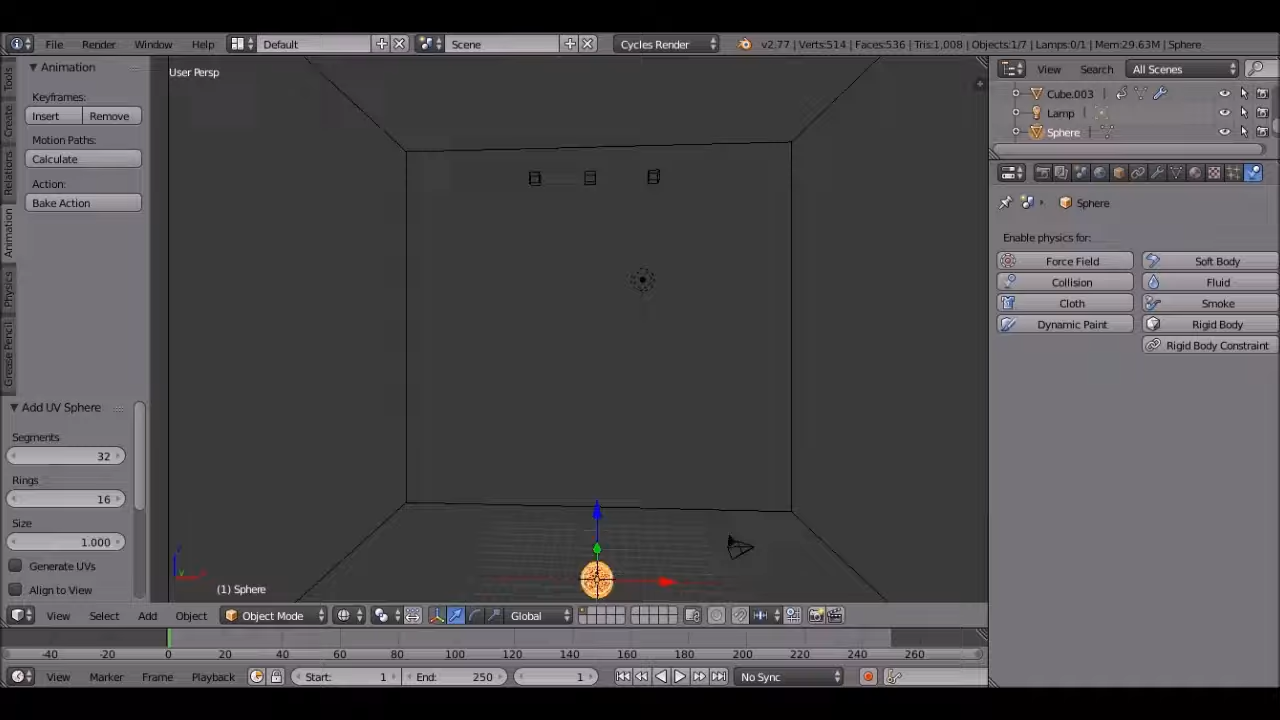 File Render Window Help Default Scene Cycles Render v2.77 | Verts:514 | Faces:536 | Tris:1,008 | Objects:1/7 | Lamps:0/1 | Mem:29.63M | Sphere
Tools
Create
Relations
Animation
Physics
Grease Pencil
Animation
Keyframes:
Insert Remove
Motion Paths:
Calculate
Action:
Bake Action
Add UV Sphere
Segments
32
Rings
16
Size
1.000
Generate UVs
Align to View
User Persp
(1) Sphere
View Search All Scenes
Cube.003
Lamp
Sphere
Sphere
Enable physics for:
Force Field Soft Body
Collision Fluid
Cloth Smoke
Dynamic Paint Rigid Body
Rigid Body Constraint
View Select Add Object Object Mode Global
-40 -20 0 20 40 60 80 100 120 140 160 180 200 220 240 260
View Marker Frame Playback Start: 1 End: 250 1 No Sync